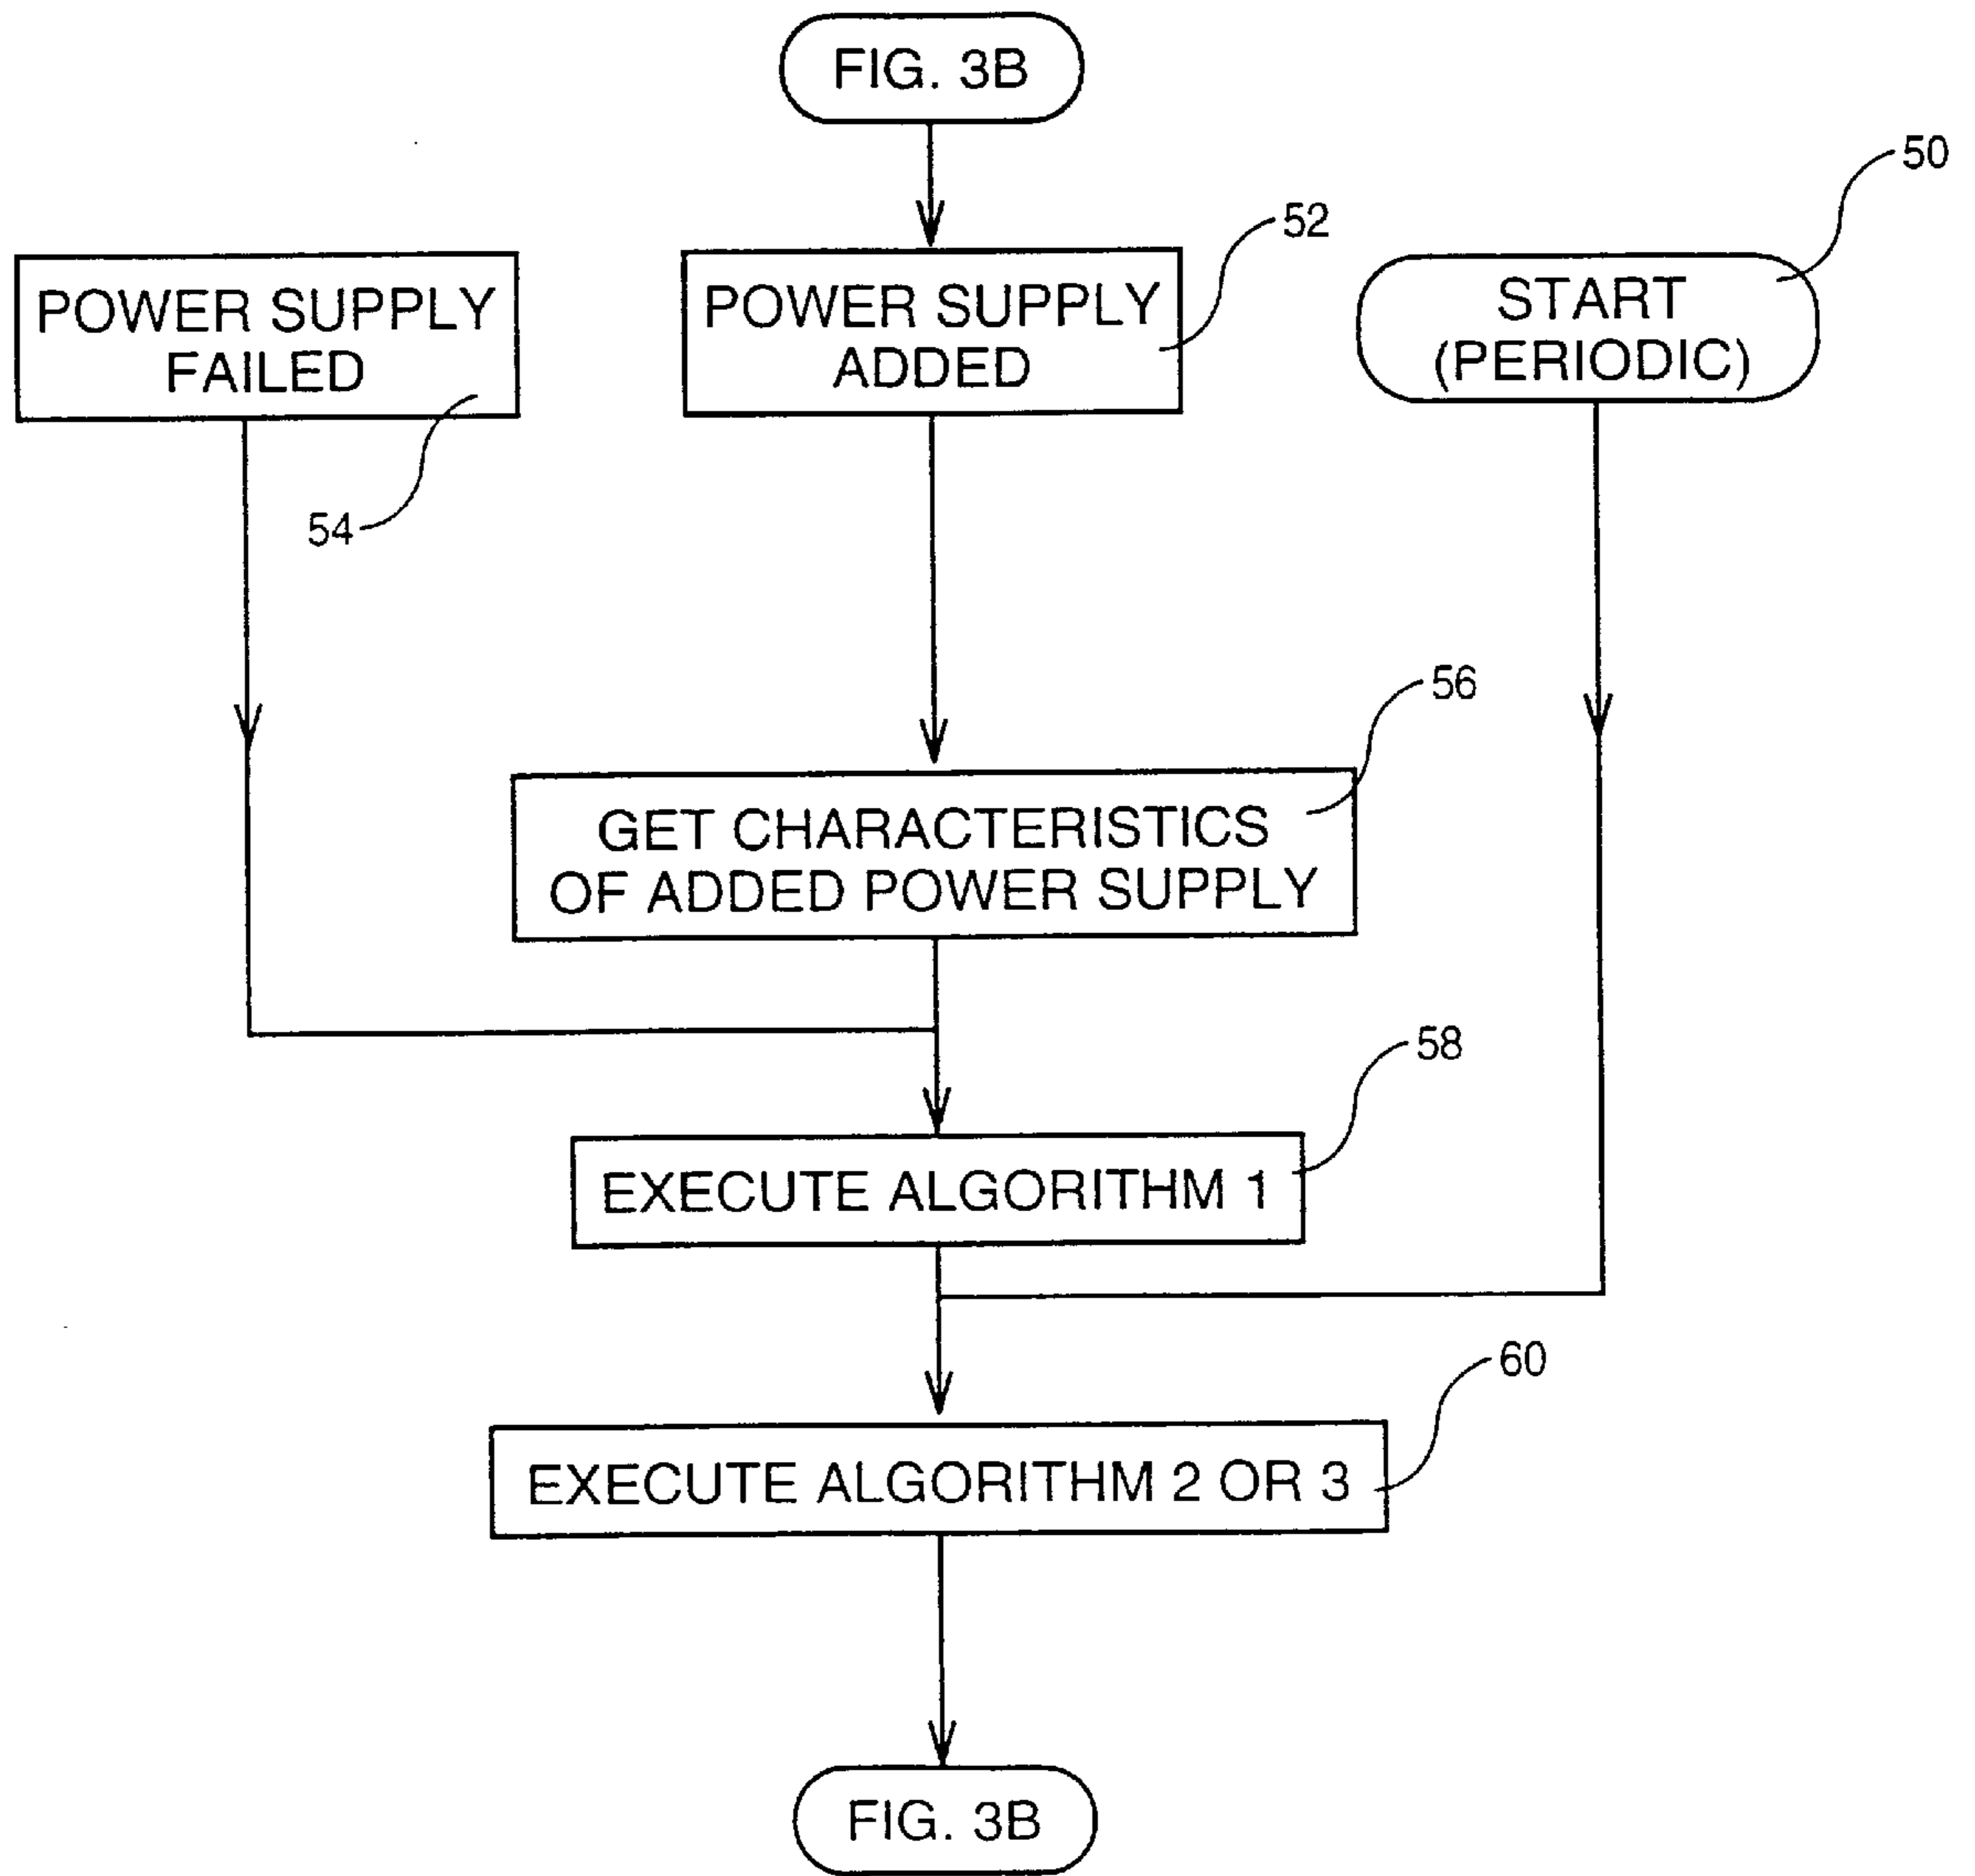 FIG. 3B
50
52
POWER SUPPLY
FAILED
POWER SUPPLY
ADDED
START
(PERIODIC)
54
56
GET CHARACTERISTICS
OF ADDED POWER SUPPLY
58
EXECUTE ALGORITHM 1
60
EXECUTE ALGORITHM 2 OR 3
FIG. 3B